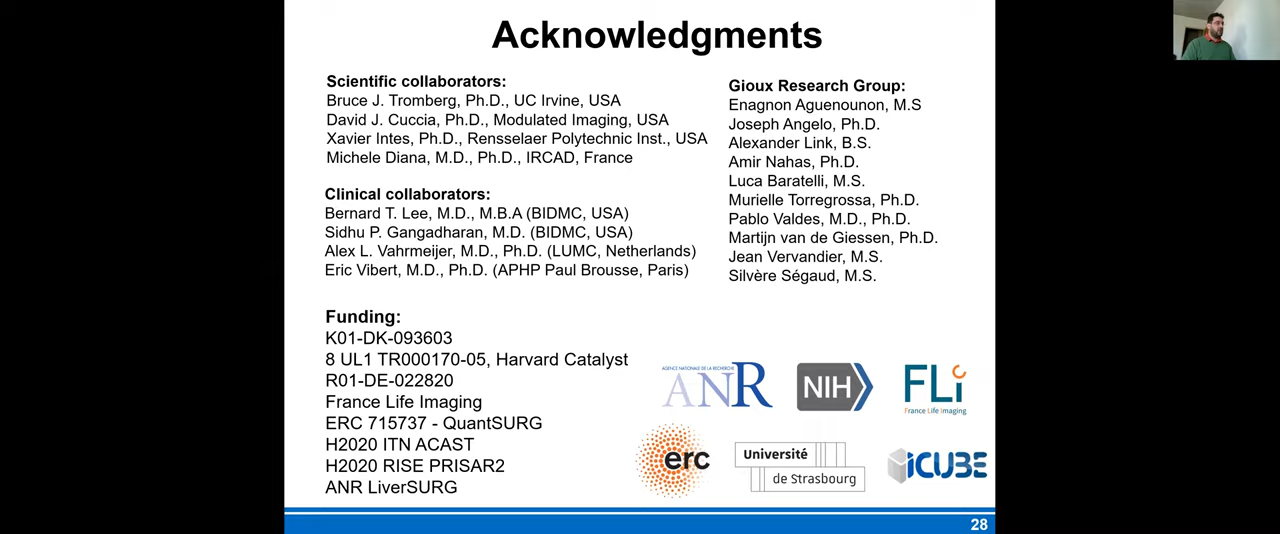 Acknowledgments
Scientific collaborators:
Bruce J. Tromberg, Ph.D., UC Irvine, USA
David J. Cuccia, Ph.D., Modulated Imaging, USA
Xavier Intes, Ph.D., Rensselaer Polytechnic Inst., USA
Michele Diana, M.D., Ph.D., IRCAD, France
Clinical collaborators:
Bernard T. Lee, M.D., M.B.A (BIDMC, USA)
Sidhu P. Gangadharan, M.D. (BIDMC, USA)
Alex L. Vahrmeijer, M.D., Ph.D. (LUMC, Netherlands)
Eric Vibert, M.D., Ph.D. (APHP Paul Brousse, Paris)
Gioux Research Group:
Enagnon Aguenounon, M.S
Joseph Angelo, Ph.D.
Alexander Link, B.S.
Amir Nahas, Ph.D.
Luca Baratelli, M.S.
Murielle Torregrossa, Ph.D.
Pablo Valdes, M.D., Ph.D.
Martijn van de Giessen, Ph.D.
Jean Vervandier, M.S.
Silvère Ségaud, M.S.
Funding:
K01-DK-093603
8 UL1 TR000170-05, Harvard Catalyst
R01-DE-022820
France Life Imaging
ERC 715737 - QuantSURG
H2020 ITN ACAST
H2020 RISE PRISAR2
ANR LiverSURG
AGENCE NATIONALE DE LA RECHERCHE
ANR
NIH
FLi
France Life Imaging
erc
Université
de Strasbourg
iCUBE
28